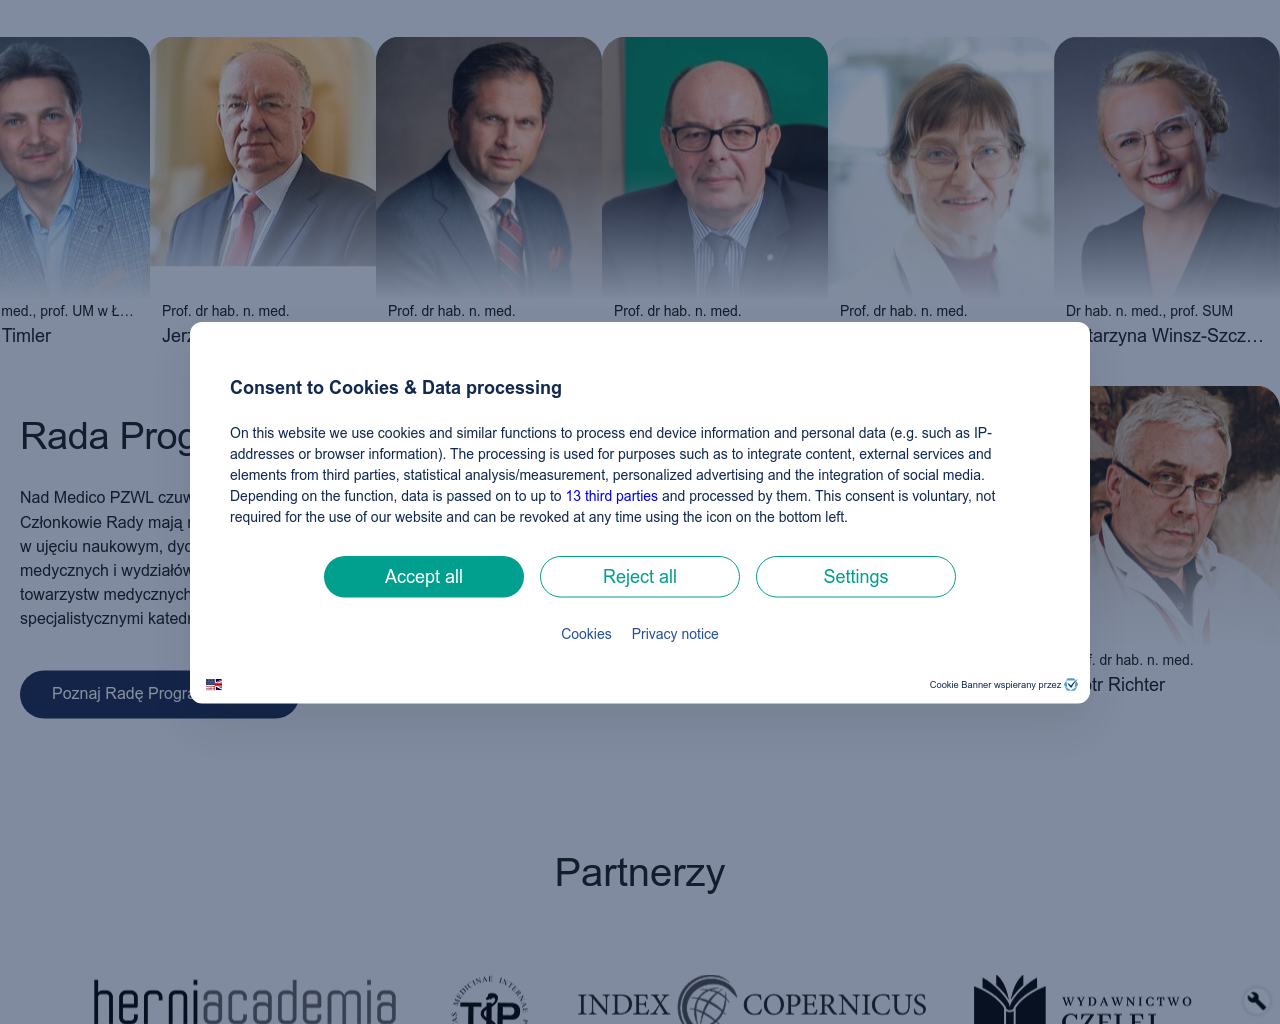 med., prof. UM w Ł...
Prof. dr hab. n. med.
Prof. dr hab. n. med.
Prof. dr hab. n. med.
Prof. dr hab. n. med.
Dr hab. n. med., prof. SUM
Timler
Winsz-Szcz...
Consent to Cookies & Data processing
On this website we use cookies and similar functions to process end device information and personal data (e.g. such as IP-
addresses or browser information). The processing is used for purposes such as to integrate content, external services and
elements from third parties, statistical analysis/measurement, personalized advertising and the integration of social media.
Depending on the function, data is passed on to up to 13 third parties and processed by them. This consent is voluntary, not
required for the use of our website and can be revoked at any time using the icon on the bottom left.
Accept all
Reject all
Settings
Cookies
Privacy notice
Cookie Banner wspierany przez
Rada
Nad Medico PZWL
Członkowie Rady mają
w ujęciu naukowym,
medycznych i wydziałów
towarzystw medycznych
specjalistycznymi
Poznaj Radę
dr hab. n. med.
Richter
Partnerzy
herniacademia
INDEX COPERNICUS
WYDAWNICTWO
CZELEJ